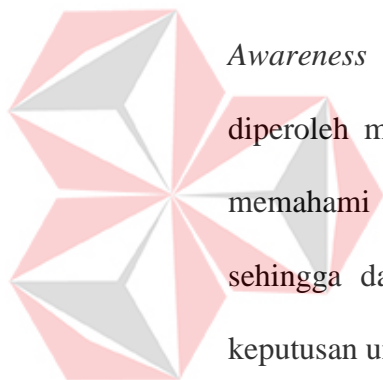 Awareness
diperoleh m
memahami
sehingga da
keputusan u